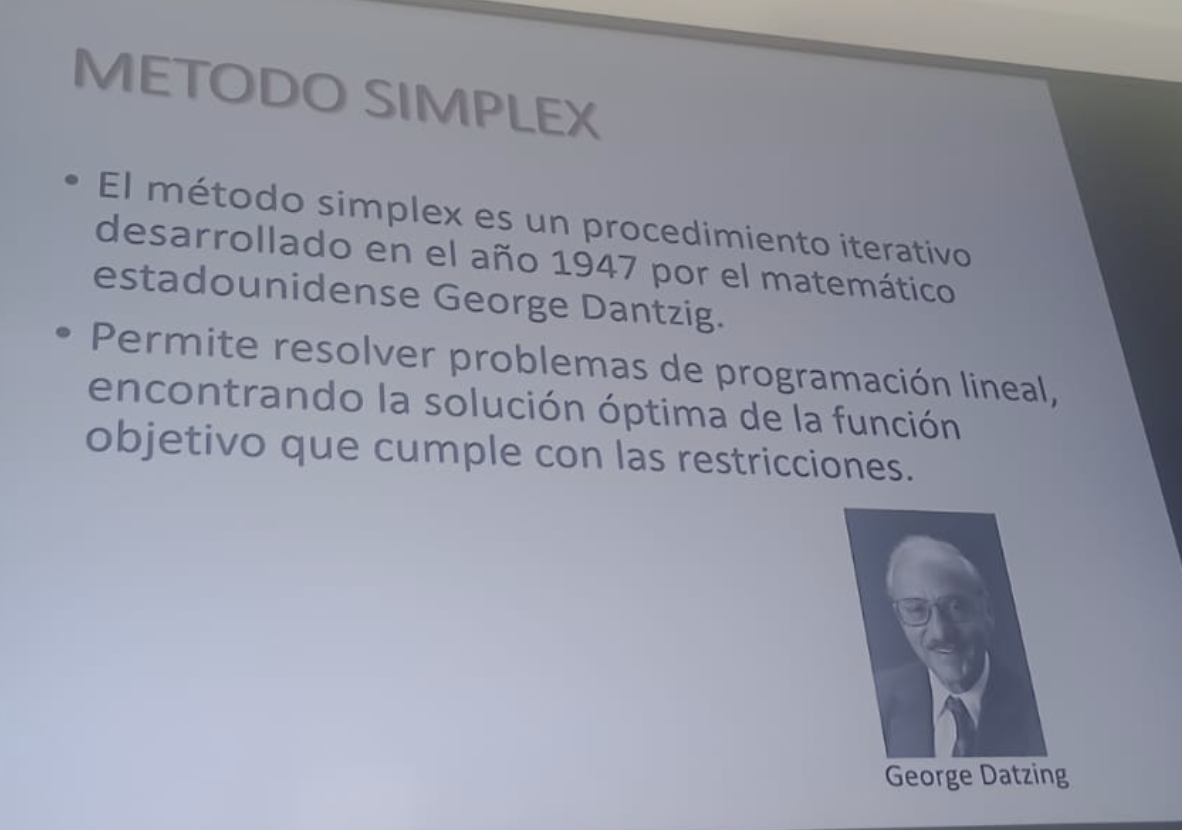 METODO SIMPLEX
• El método simplex es un procedimiento iterativo
desarrollado en el año 1947 por el matemático
estadounidense George Dantzig.
• Permite resolver problemas de programación lineal,
encontrando la solución óptima de la función
objetivo que cumple con las restricciones.
George Datzing